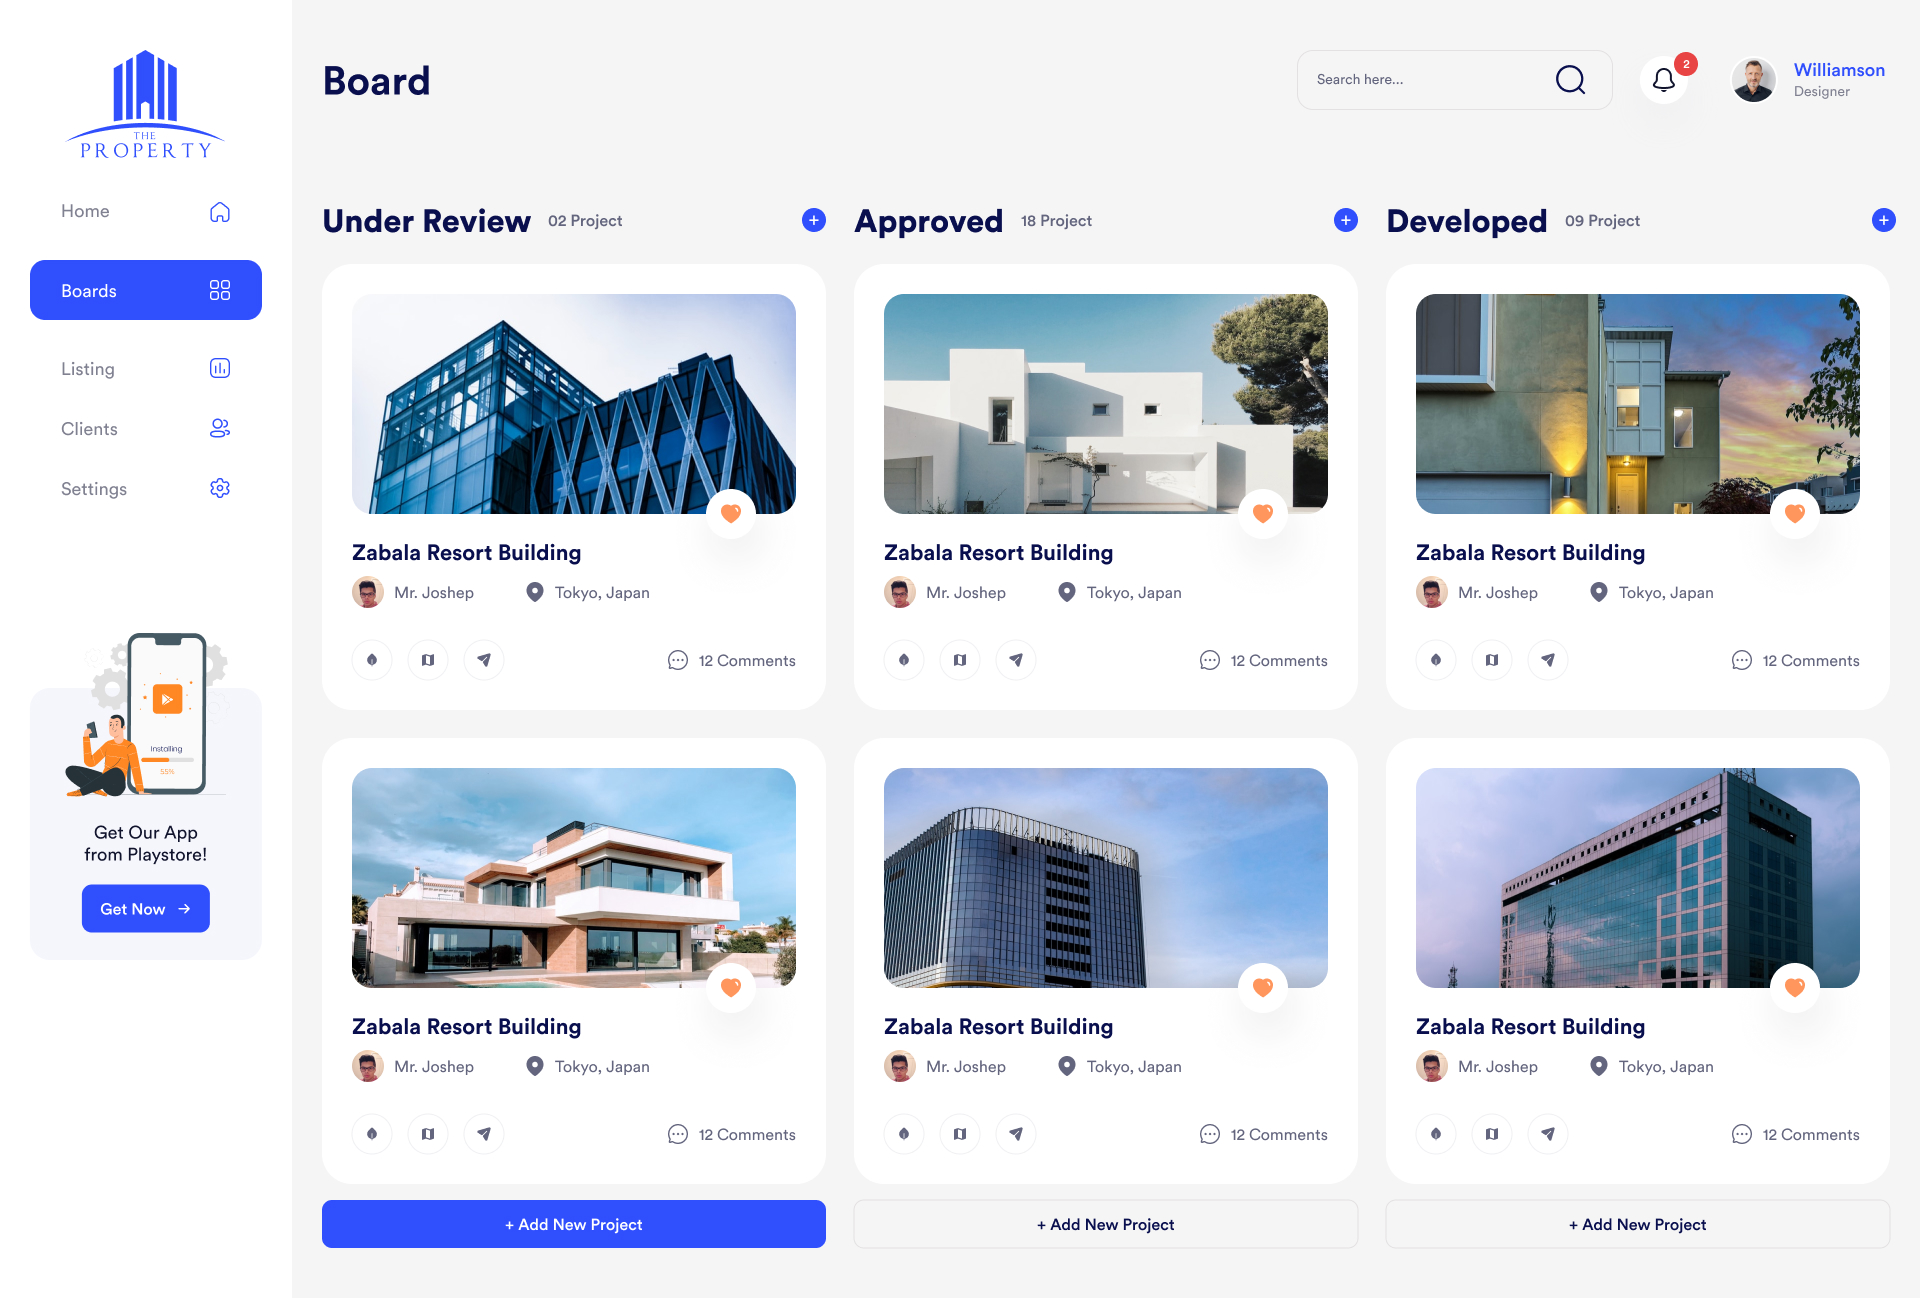 THE
PROPERTY
Home
Boards
Listing
Clients
Settings
Installing
55%
Get Our App
from Playstore!
Get Now
Board
Search here...
2
Williamson
Designer
Under Review 02 Project
Approved 18 Project
Developed 09 Project
Zabala Resort Building
Mr. Joshep Tokyo, Japan
12 Comments
Zabala Resort Building
Mr. Joshep Tokyo, Japan
12 Comments
Zabala Resort Building
Mr. Joshep Tokyo, Japan
12 Comments
Zabala Resort Building
Mr. Joshep Tokyo, Japan
12 Comments
Zabala Resort Building
Mr. Joshep Tokyo, Japan
12 Comments
Zabala Resort Building
Mr. Joshep Tokyo, Japan
12 Comments
+ Add New Project
+ Add New Project
+ Add New Project